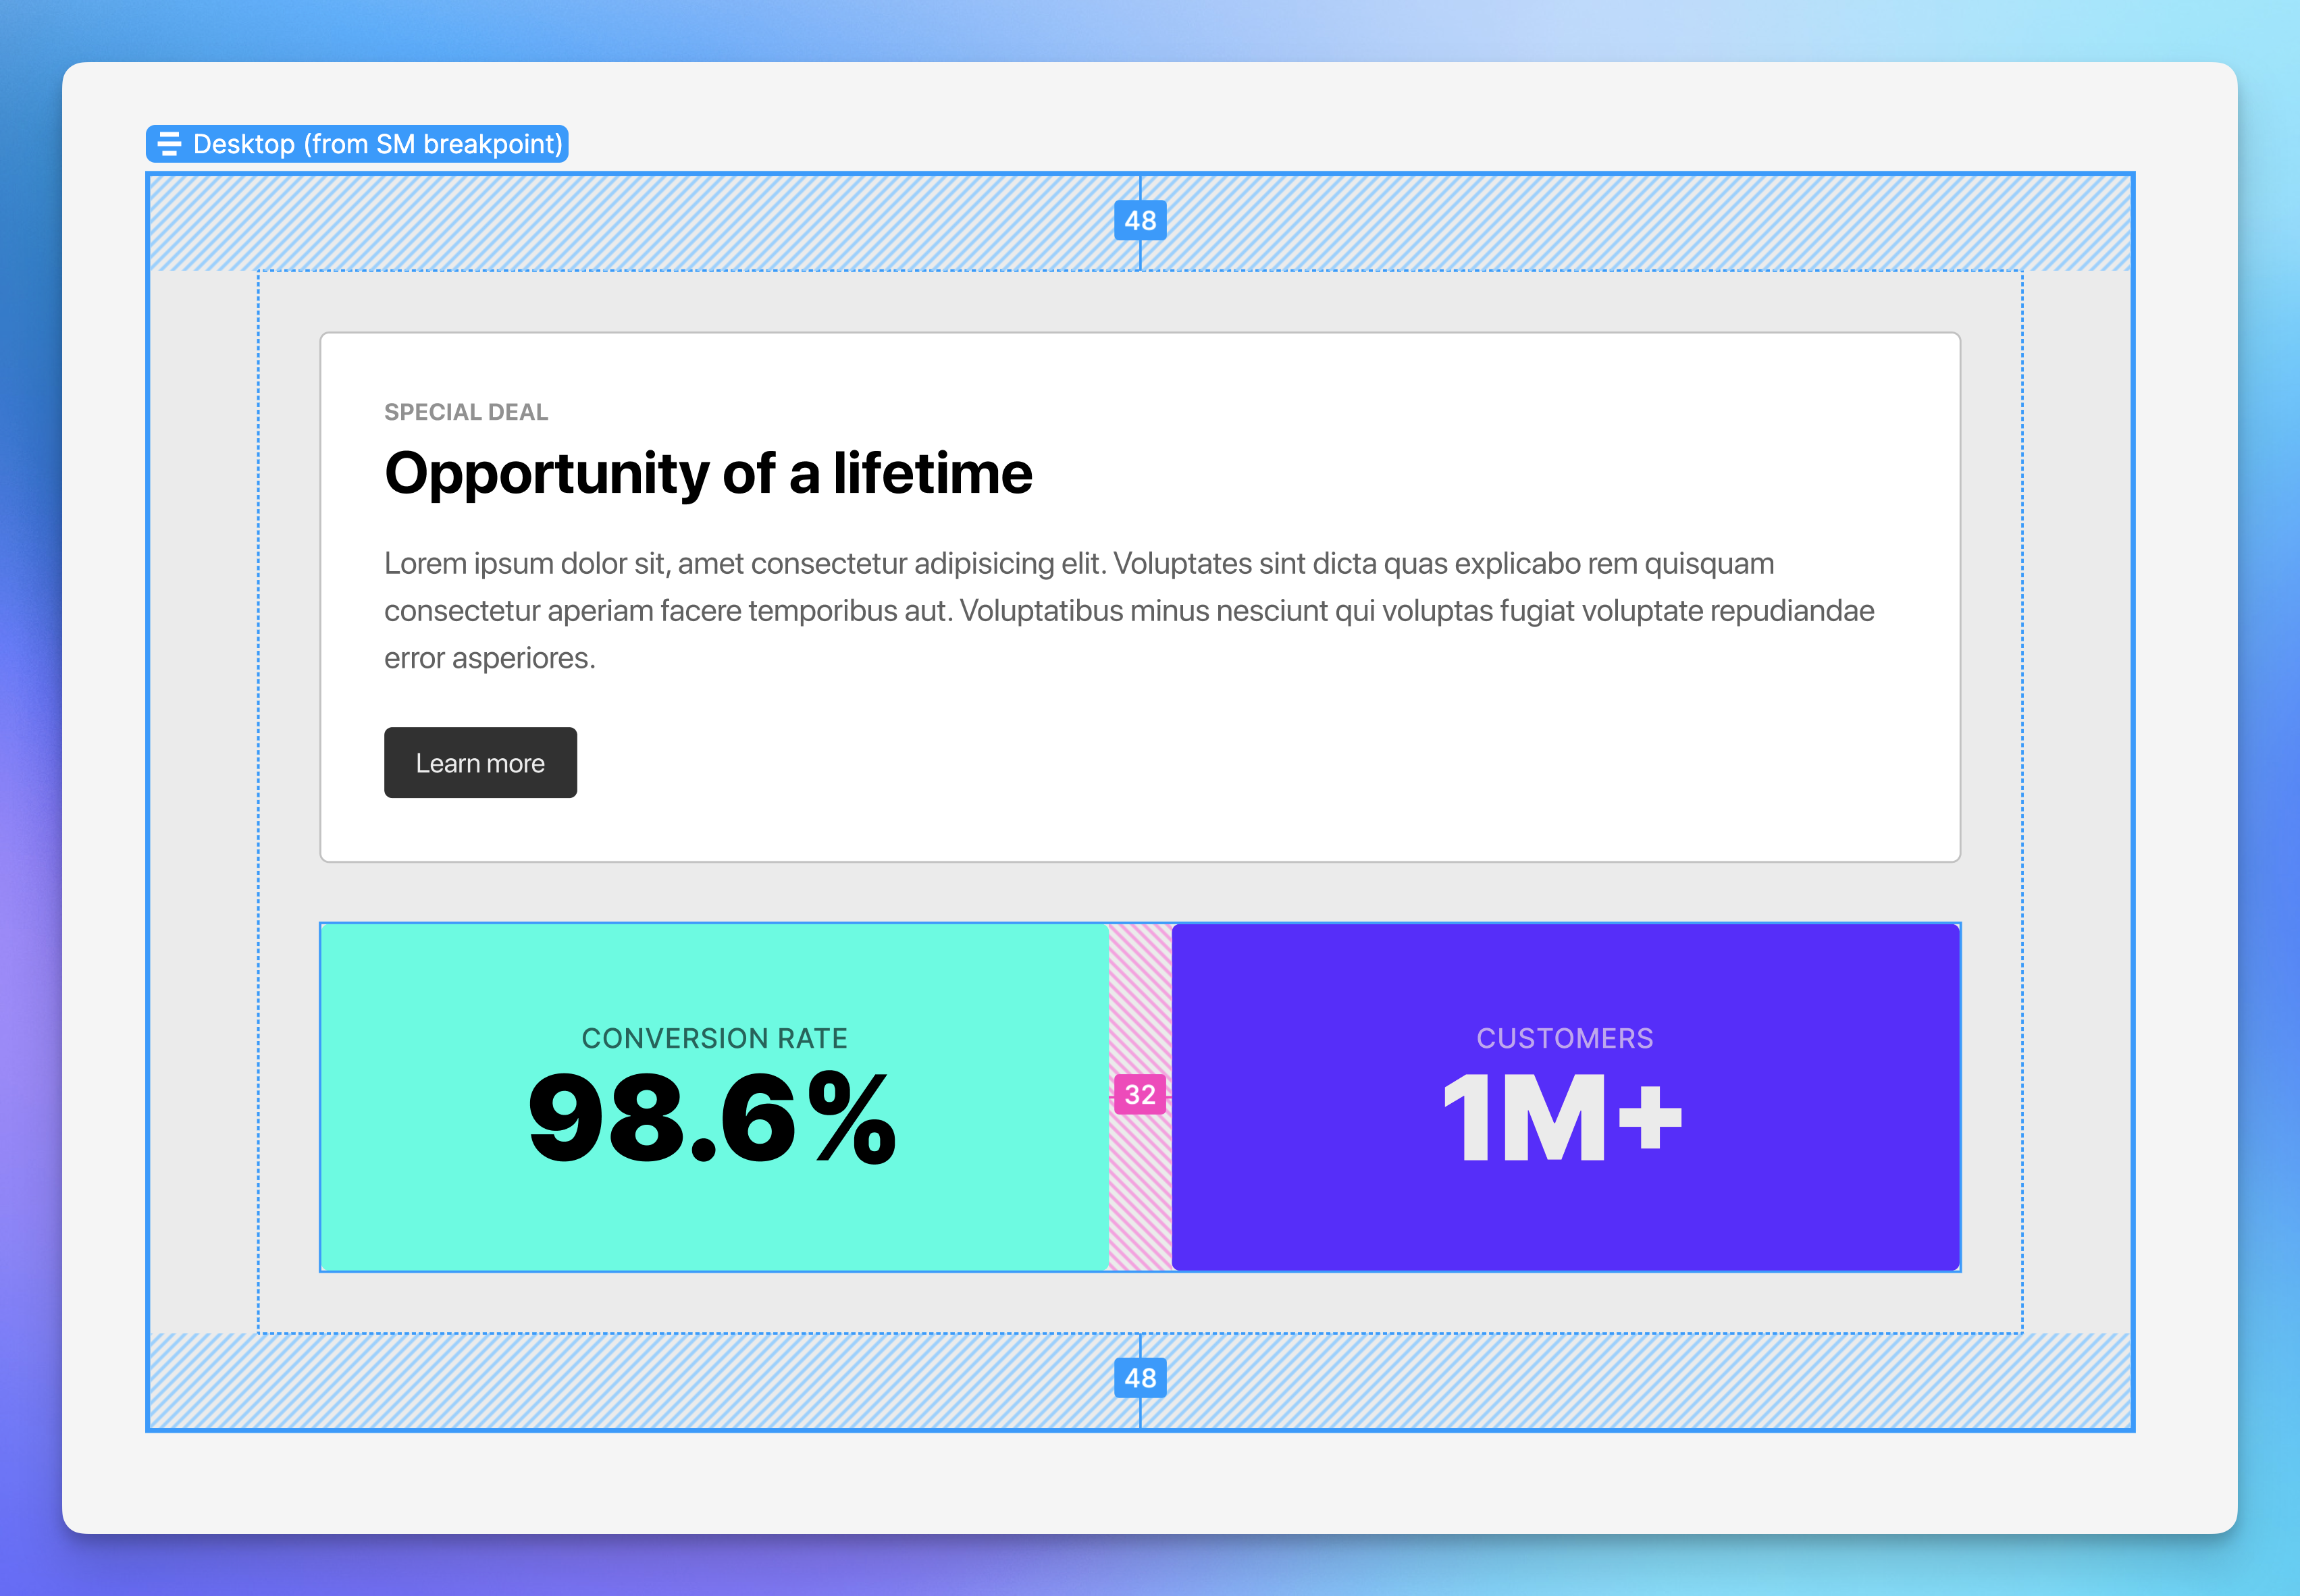 Desktop (from SM breakpoint)
48
SPECIAL DEAL
Opportunity of a lifetime
Lorem ipsum dolor sit, amet consectetur adipisicing elit. Voluptates sint dicta quas explicabo rem quisquam
consectetur aperiam facere temporibus aut. Voluptatibus minus nesciunt qui voluptas fugiat voluptate repudiandae
error asperiores.
Learn more
CONVERSION RATE
98.6%
32
CUSTOMERS
1M+
48